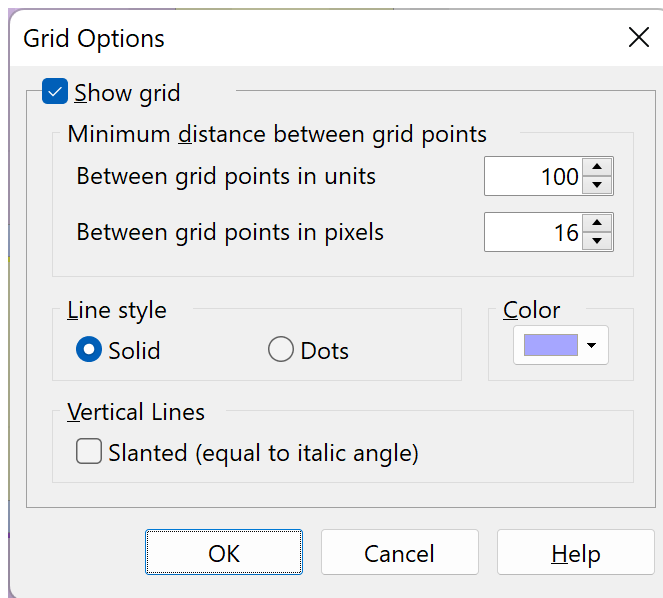 Grid Options
Show grid
Minimum distance between grid points
Between grid points in units 100
Between grid points in pixels 16
Line style Color
Solid Dots
Vertical Lines
Slanted (equal to italic angle)
OK Cancel Help